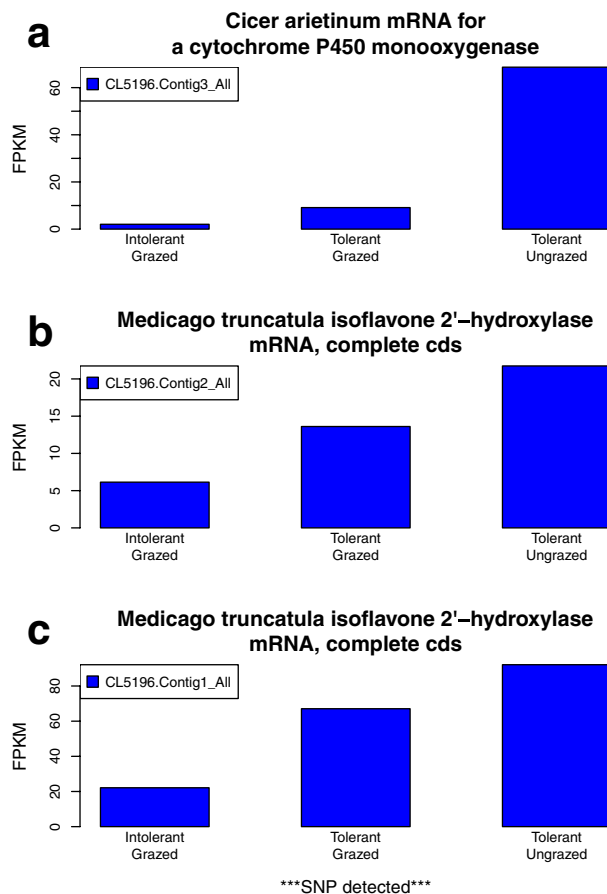 a
Cicer arietinum mRNA for
a cytochrome P450 monooxygenase
CL5196.Contig3_All
FPKM
60
40
20
0
Intolerant Grazed
Tolerant Grazed
Tolerant Ungrazed
b
Medicago truncatula isoflavone 2'−hydroxylase
mRNA, complete cds
CL5196.Contig2_All
FPKM
20
15
10
5
0
Intolerant Grazed
Tolerant Grazed
Tolerant Ungrazed
c
Medicago truncatula isoflavone 2'−hydroxylase
mRNA, complete cds
CL5196.Contig1_All
FPKM
80
60
40
20
0
Intolerant Grazed
Tolerant Grazed
Tolerant Ungrazed
***SNP detected***